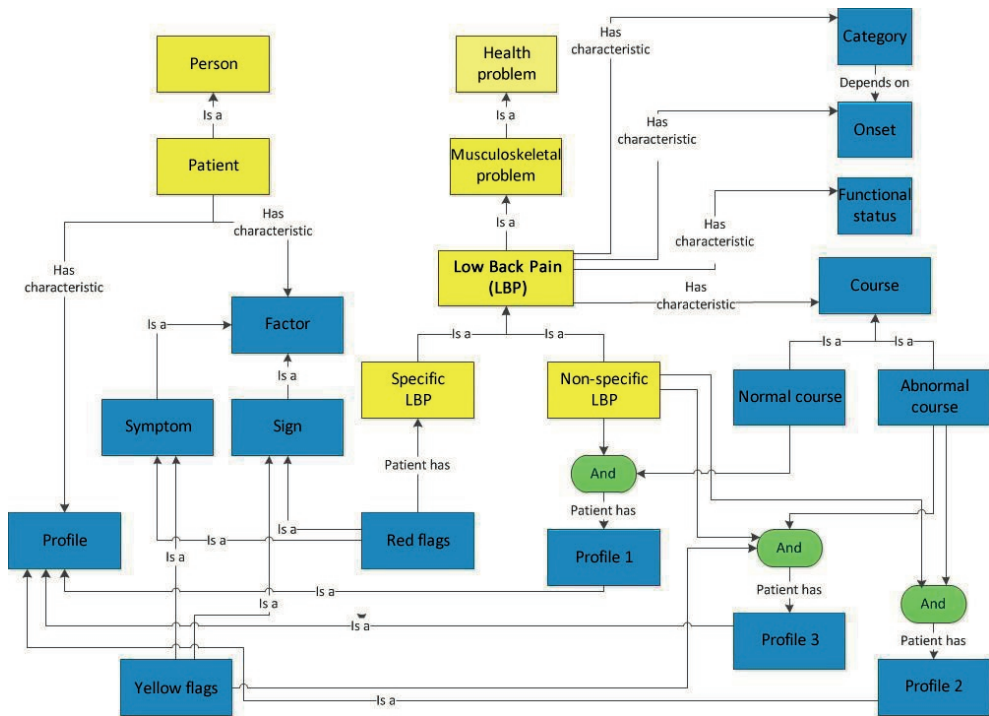 Has
characteristic
Category
Person
Health
problem
Depends on
Is a
Is a
Has
characteristic
Onset
Patient
Musculoskeletal
problem
Functional
status
Has
characteristic
Is a
Has
characteristic
Has
characteristic
Low Back Pain
(LBP)
Has
characteristic
Course
Is a
Factor
Is a
Is a
Is a
Is a
Is a
Specific
LBP
Non-specific
LBP
Normal course
Abnormal
course
Symptom
Sign
Patient has
And
Patient has
Profile
Is a
Is a
Red flags
Profile 1
And
Is a
Is a
Is a
Patient has
And
Is a
Profile 3
Patient has
Yellow flags
Is a
Profile 2